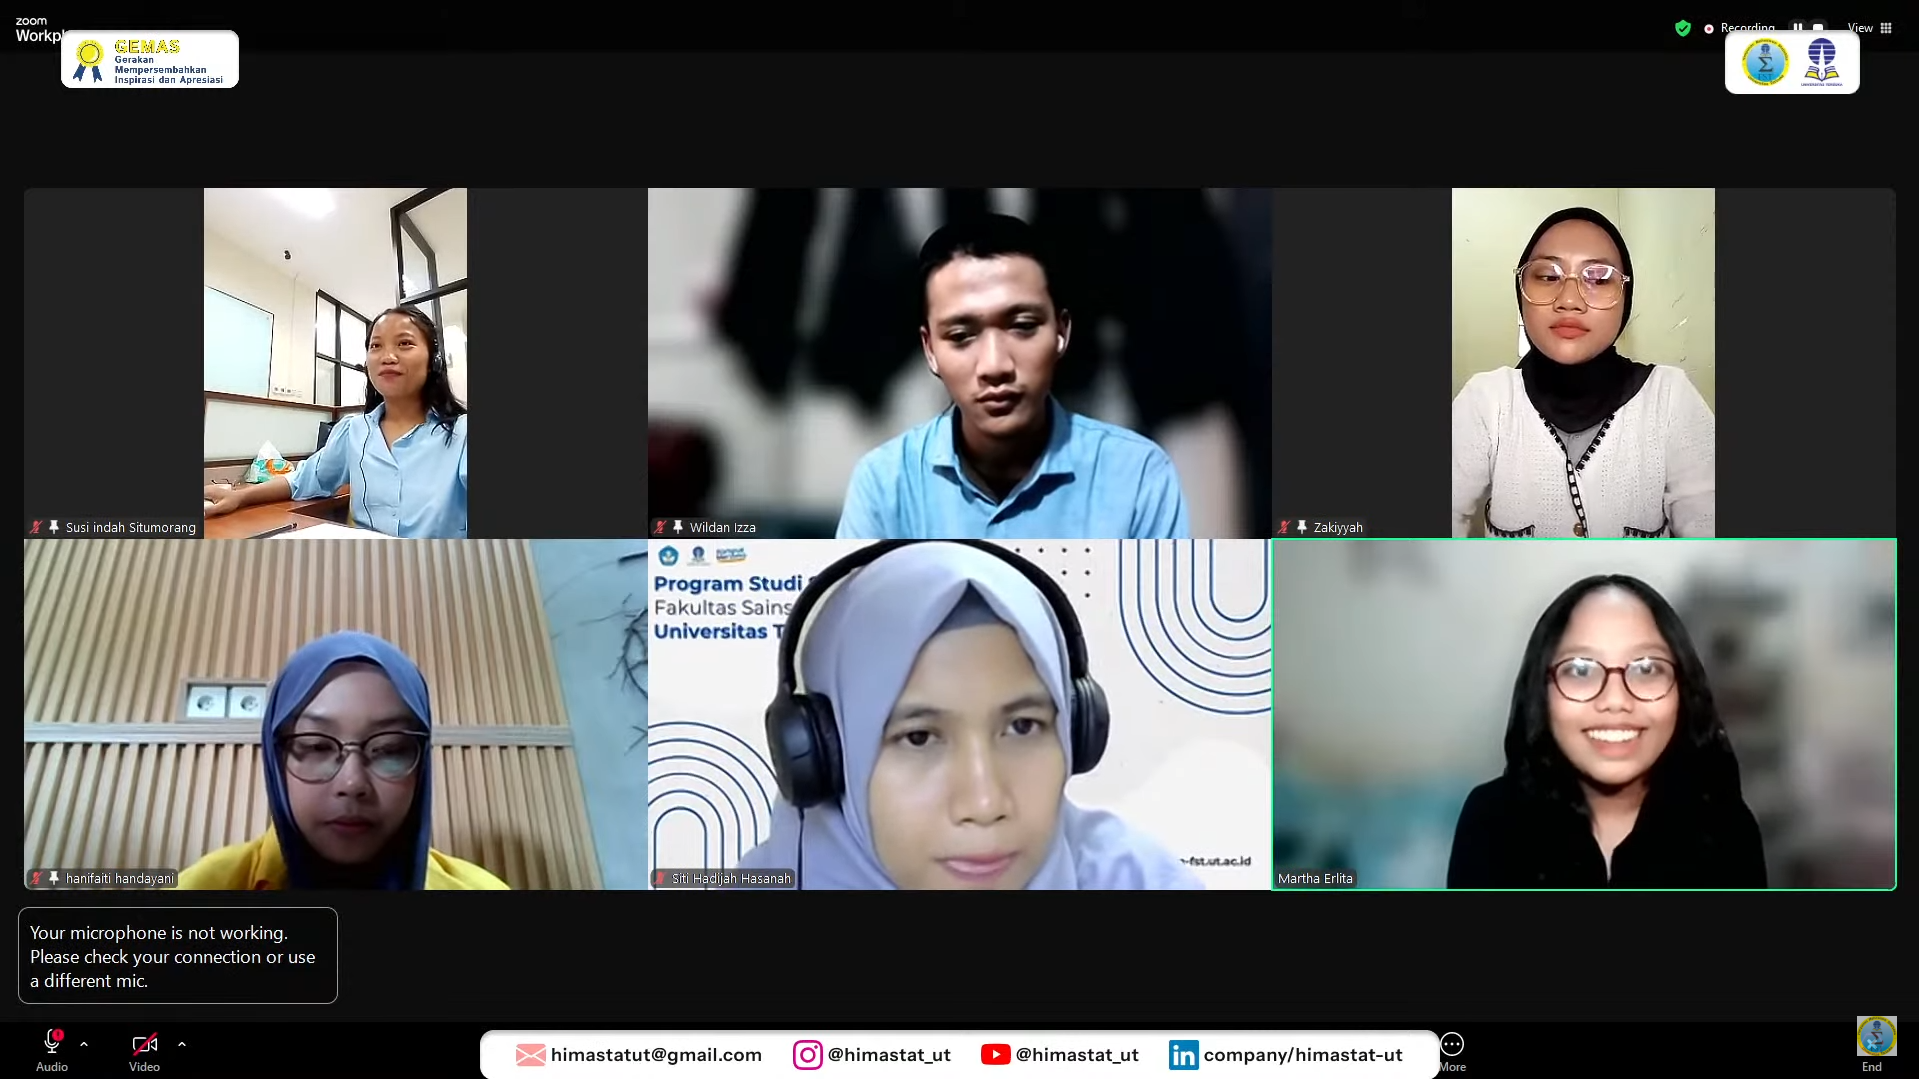 zoom
Workpl
GEMAS
Gerakan
Mempersembahkan
Inspirasi dan Apresiasi
Recording
View
FST
UNIVERSITAS TERBUKA
Susi indah Situmorang
Wildan Izza
Zakiyyah
Program Studi S
Fakultas Sains
Universitas T
-fst.ut.ac.id
hanifaiti handayani
Siti Hadijah Hasanah
Martha Erlita
Your microphone is not working.
Please check your connection or use
a different mic.
Audio
Video
himastatut@gmail.com
@himastat_ut
@himastat_ut
company/himastat-ut
More
End